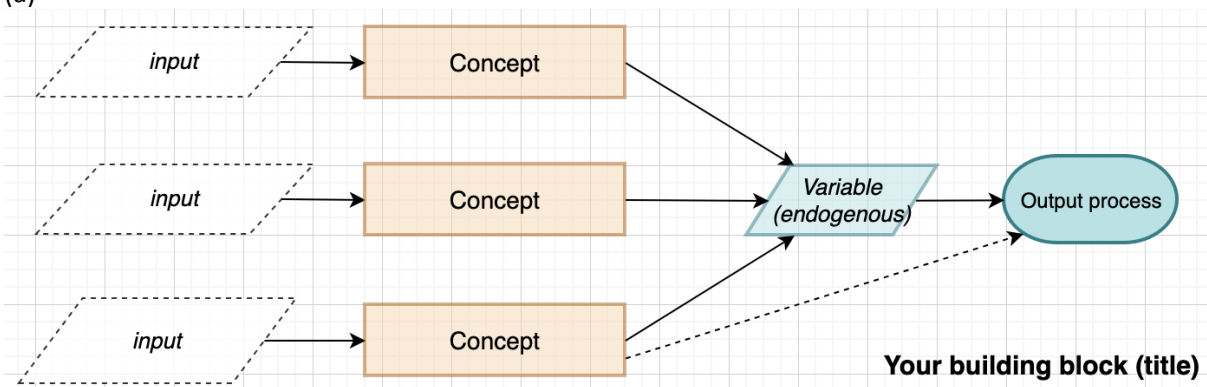 input
Concept
input
Concept
Variable
(endogenous)
Output process
input
Concept
Your building block (title)